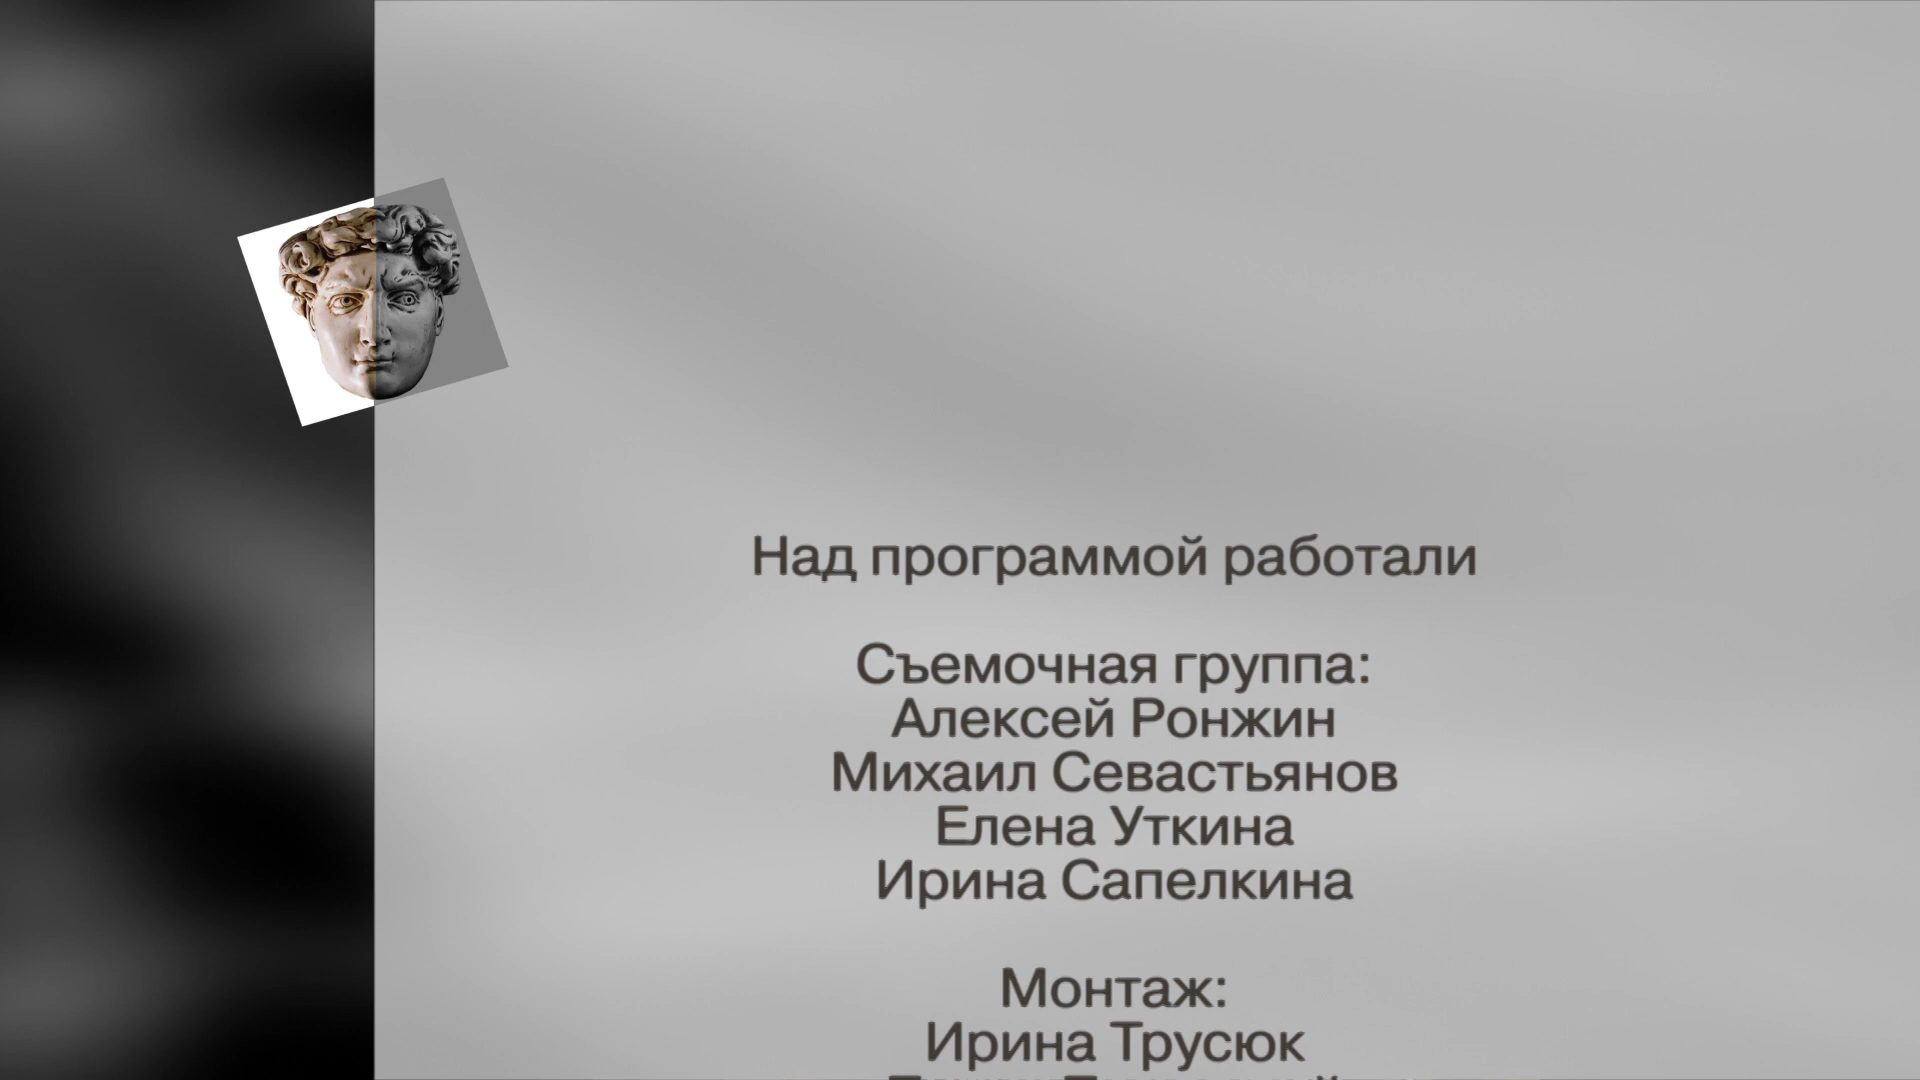 Над программой работали
Съемочная группа:
Алексей Ронжин
Михаил Севастьянов
Елена Уткина
Ирина Сапелкина
Монтаж:
Ирина Трусюк